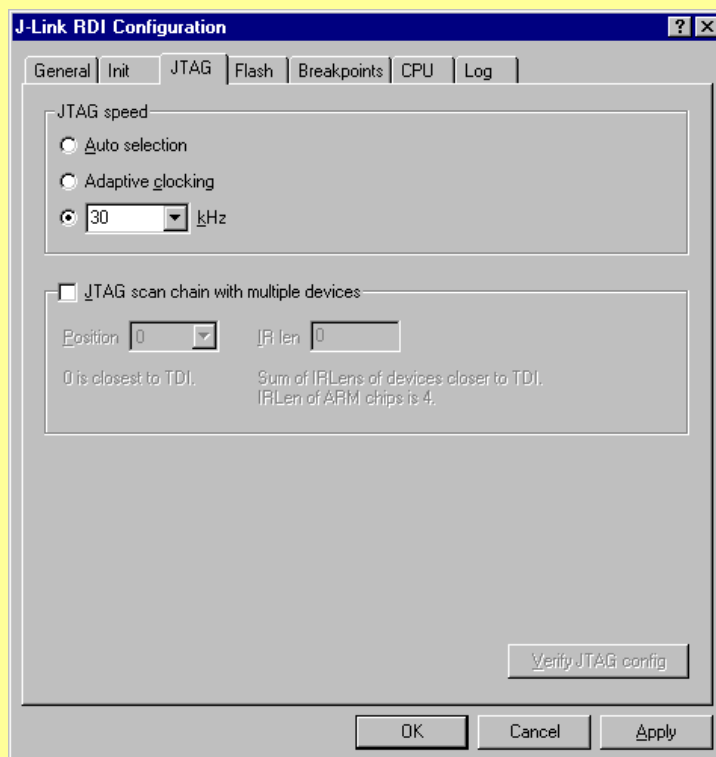 J-Link RDI Configuration
General Init JTAG Flash Breakpoints CPU Log
JTAG speed
Auto selection
Adaptive clocking
30 kHz
JTAG scan chain with multiple devices
Position 0 IR len 0
0 is closest to TDI. Sum of IRLens of devices closer to TDI.
IRLen of ARM chips is 4.
Verify JTAG config
OK Cancel Apply